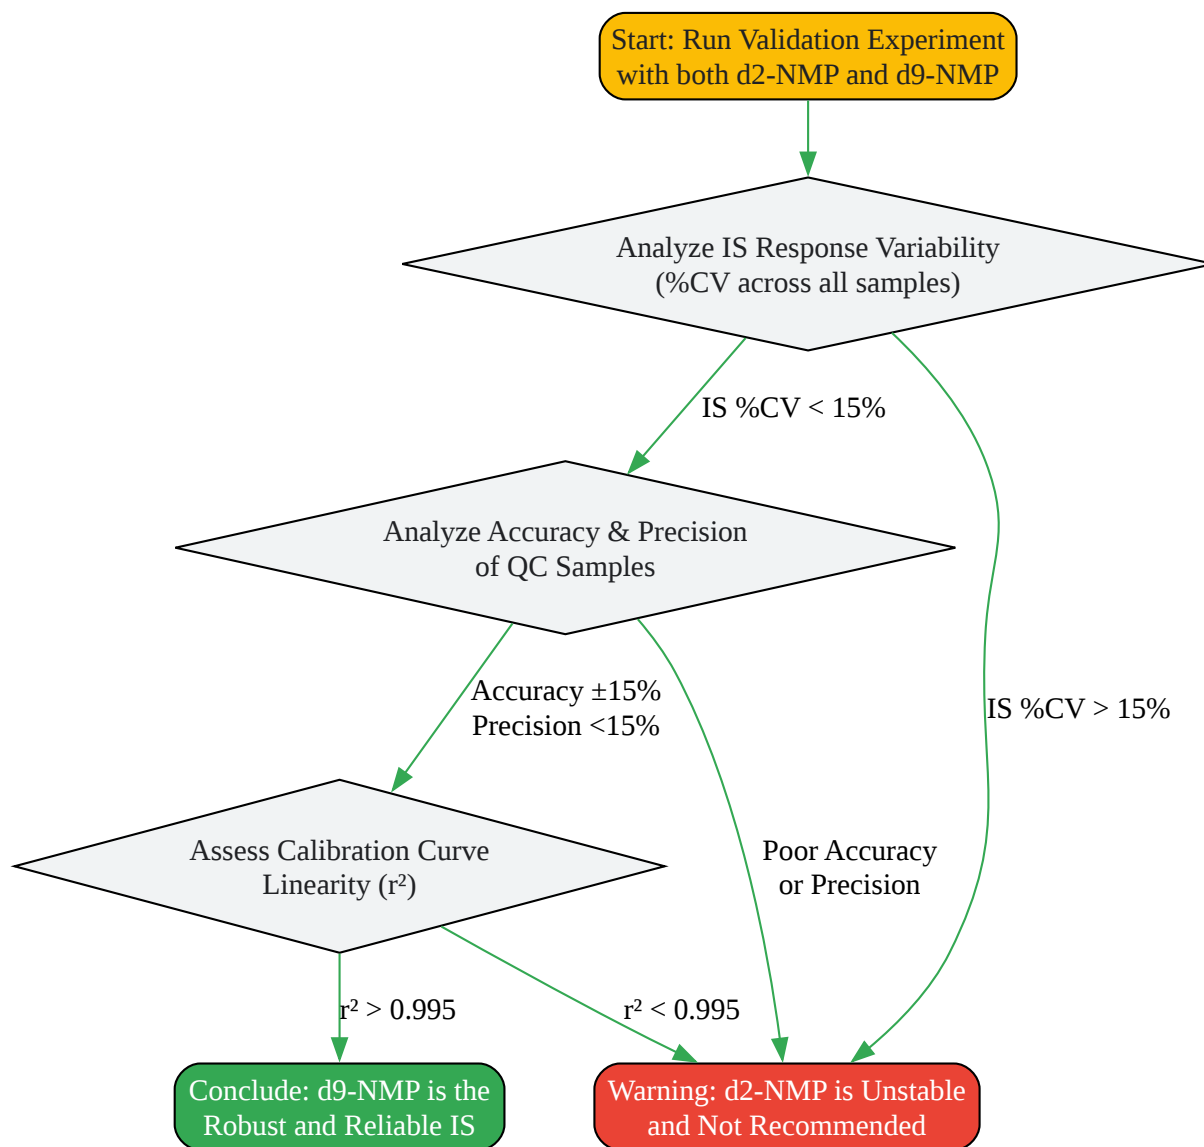 Start: Run Validation Experiment
with both d2-NMP and d9-NMP
Analyze IS Response Variability
(%CV across all samples)
IS %CV < 15%
Analyze Accuracy & Precision
of QC Samples
Accuracy ±15%
Precision <15%
IS %CV > 15%
Assess Calibration Curve
Linearity (r²)
Poor Accuracy
or Precision
r² > 0.995
r² < 0.995
Conclude: d9-NMP is the
Robust and Reliable IS
Warning: d2-NMP is Unstable
and Not Recommended